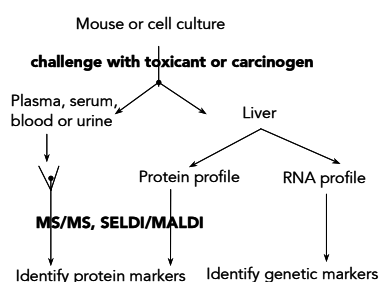 Mouse or cell culture
challenge with toxicant or carcinogen
Plasma, serum,
blood or urine
Liver
Protein profile
RNA profile
MS/MS, SELDI/MALDI
Identify protein markers
Identify genetic markers